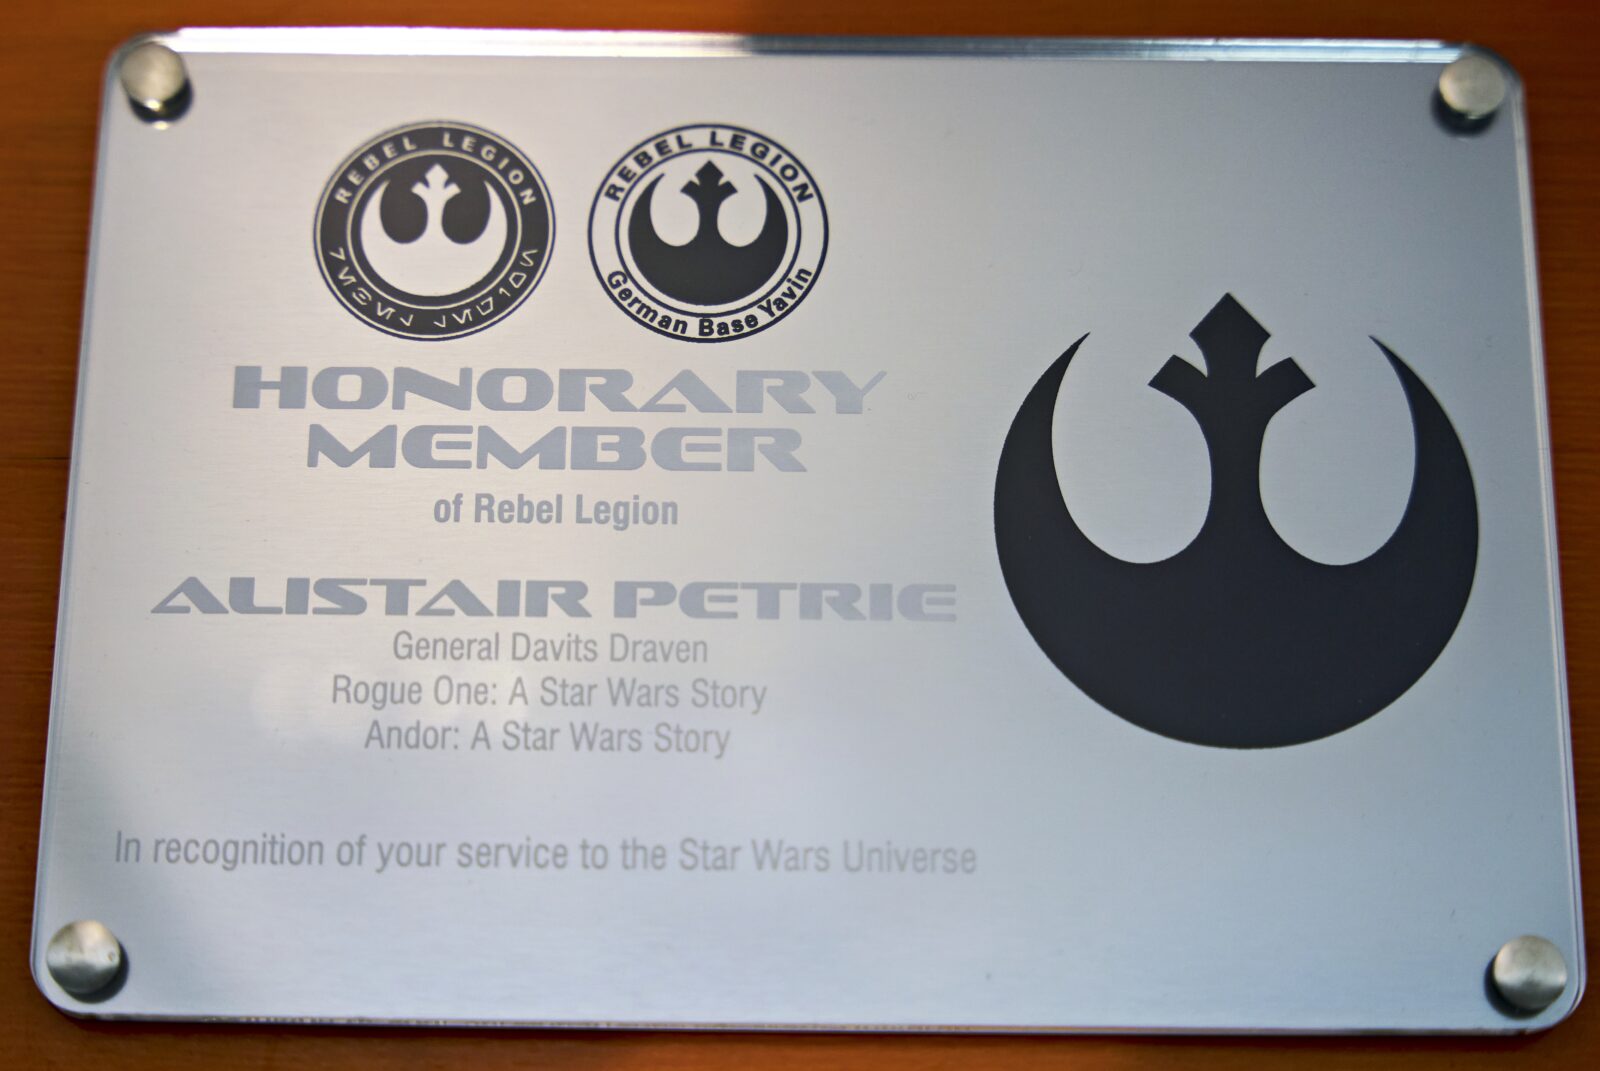 REBEL LEGION
REBEL LEGION
German Base Yavin
HONORARY
MEMBER
of Rebel Legion
ALISTAIR PETRIE
General Davits Draven
Rogue One: A Star Wars Story
Andor: A Star Wars Story
In recognition of your service to the Star Wars Universe